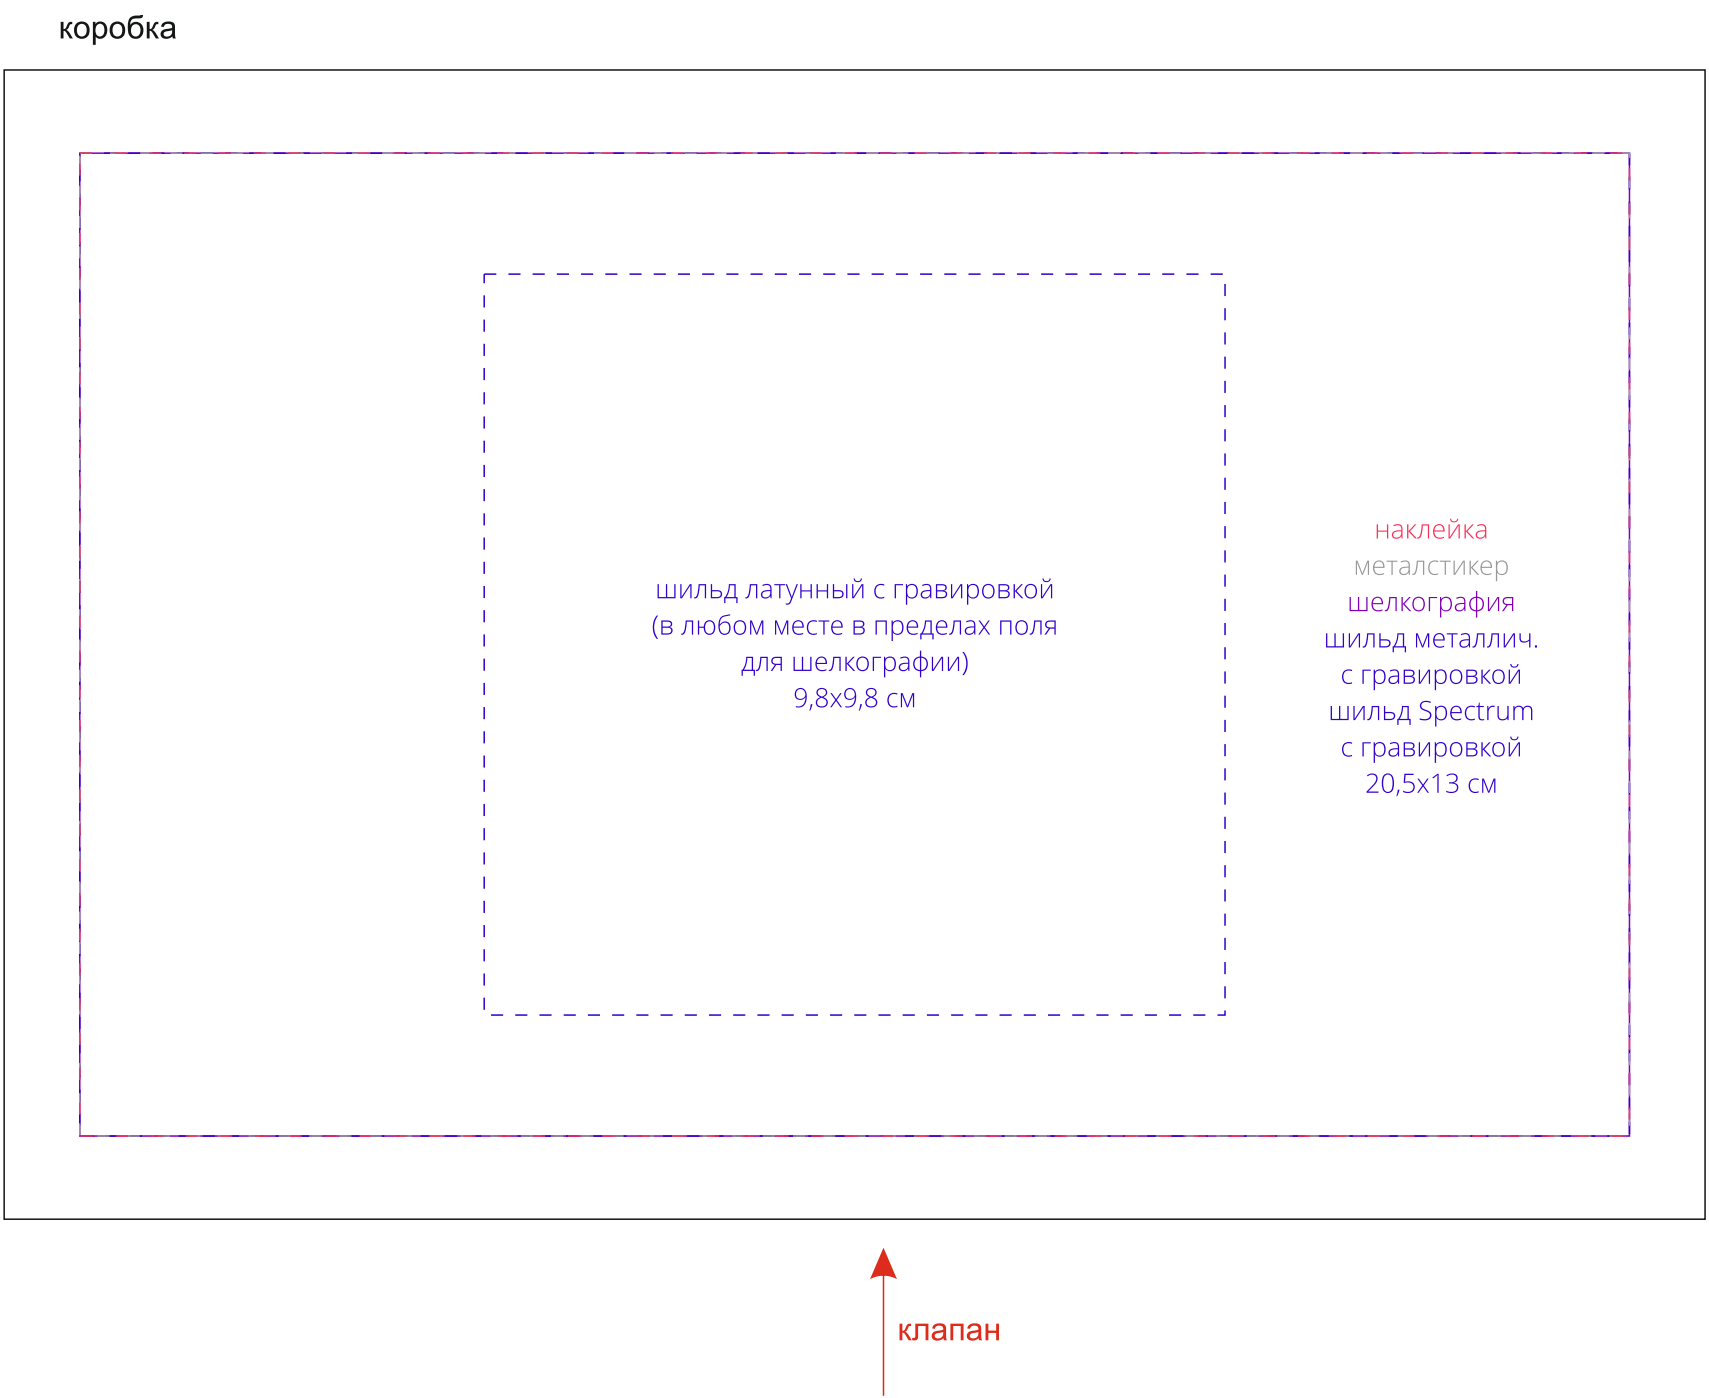 коробка
шильд латунный с гравировкой
(в любом месте в пределах поля
для шелкографии)
9,8х9,8 см
наклейка
металстикер
шелкография
шильд металлич.
с гравировкой
шильд Spectrum
с гравировкой
20,5х13 см
клапан